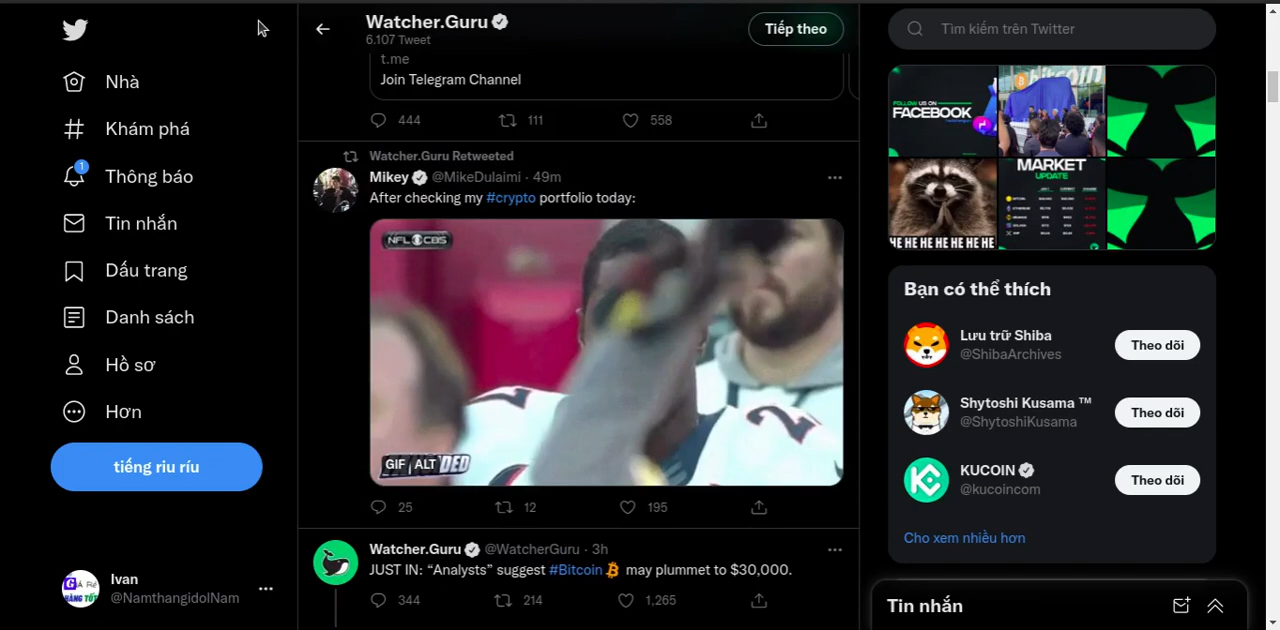 Nhà
Khám phá
1
Thông báo
Tin nhắn
Dấu trang
Danh sách
Hồ sơ
Hơn
tiếng riu ríu
Ivan
@NamthangidolNam
Watcher.Guru
6.107 Tweet
Tiếp theo
t.me
Join Telegram Channel
444 111 558
Watcher.Guru Retweeted
Mikey @MikeDulaimi · 49m
After checking my #crypto portfolio today:
NFL CBS
GIF ALT DED
25 12 195
Watcher.Guru @WatcherGuru · 3h
JUST IN: “Analysts” suggest #Bitcoin may plummet to $30,000.
344 214 1,265
Tìm kiếm trên Twitter
FOLLOW US ON
FACEBOOK
bitcoin
HE HE HE HE HE HE HE
MARKET
UPDATE
Bạn có thể thích
Lưu trữ Shiba
@ShibaArchives
Theo dõi
Shytoshi Kusama ™
@ShytoshiKusama
Theo dõi
KUCOIN
@kucoincom
Theo dõi
Cho xem nhiều hơn
Tin nhắn